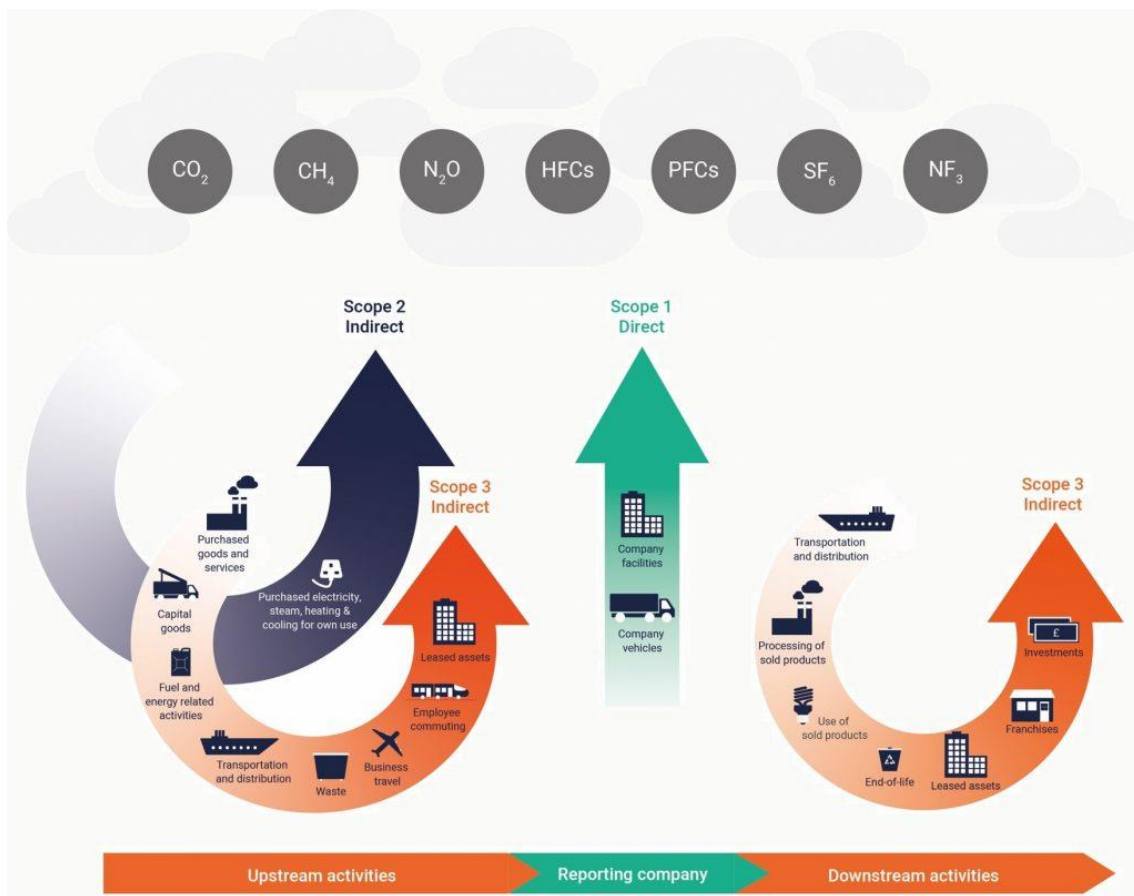 CO₂
CH₄
N₂O
HFCs
PFCs
SF₆
NF₃
Scope 2
Indirect
Scope 1
Direct
Scope 3
Indirect
Scope 3
Indirect
Purchased
goods and
services
Capital
goods
Fuel and
energy related
activities
Transportation
and distribution
Waste
Business
travel
Employee
commuting
Leased assets
Purchased electricity,
steam, heating &
cooling for own use
Company
facilities
Company
vehicles
Transportation
and distribution
Processing of
sold products
Use of
sold products
End-of-life
Leased assets
Franchises
£
Investments
Upstream activities
Reporting company
Downstream activities